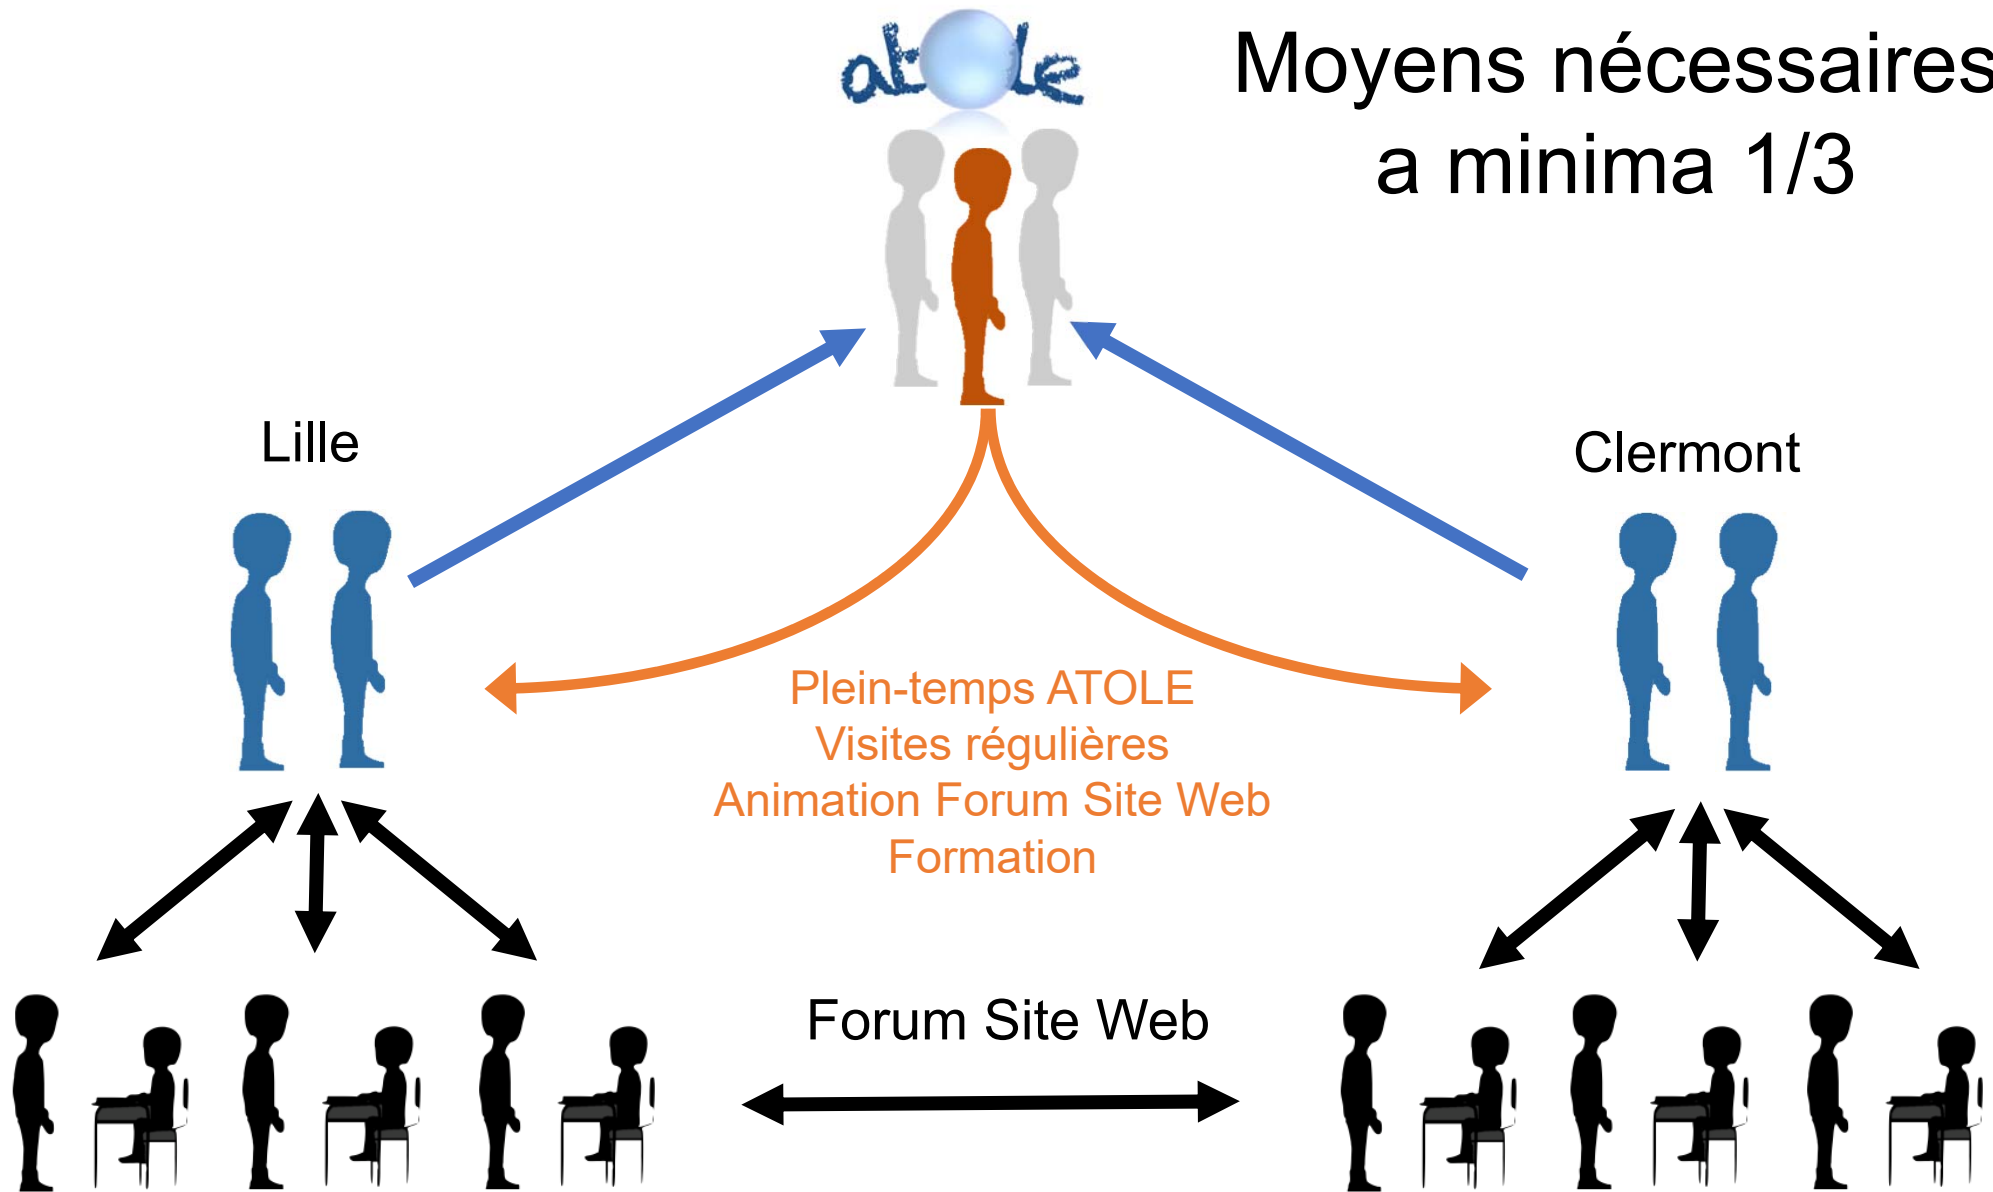 atole
Moyens nécessaires
a minima 1/3
Lille
Clermont
Plein-temps ATOLE
Visites régulières
Animation Forum Site Web
Formation
Forum Site Web